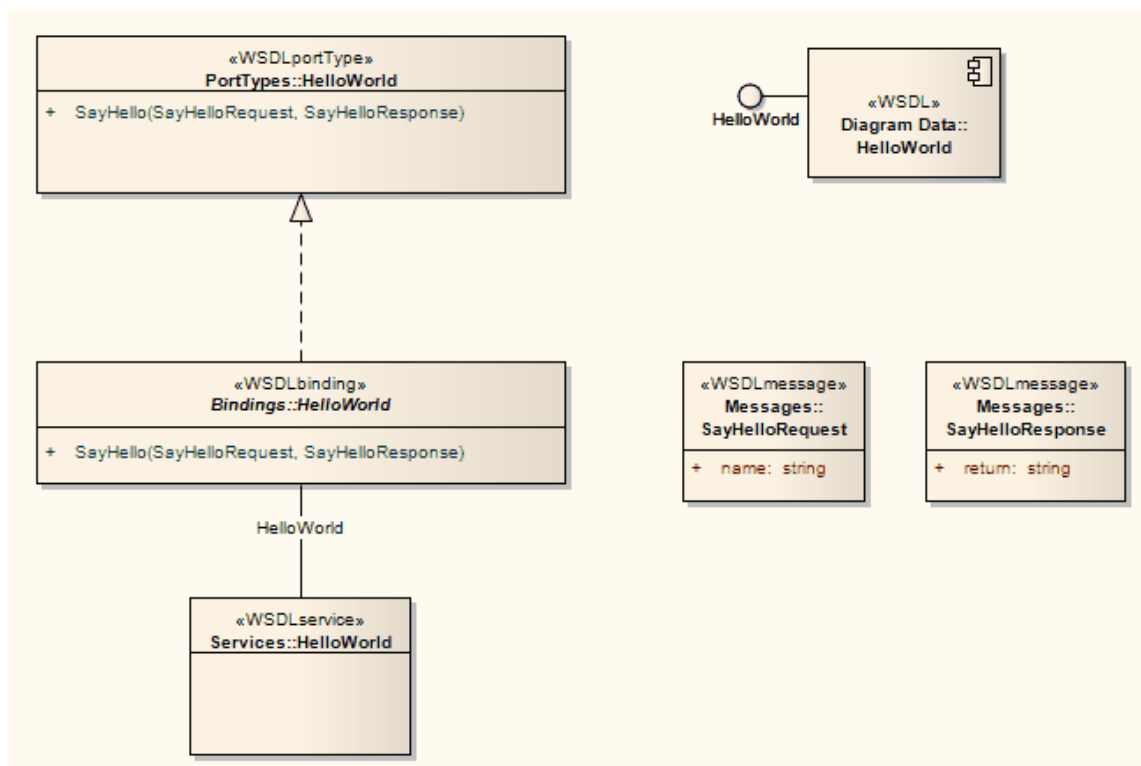 «WSDLportType»
PortTypes::HelloWorld
+ SayHello(SayHelloRequest, SayHelloResponse)
HelloWorld
«WSDL»
Diagram Data::
HelloWorld
«WSDLbinding»
Bindings::HelloWorld
+ SayHello(SayHelloRequest, SayHelloResponse)
«WSDLmessage»
Messages::
SayHelloRequest
+ name: string
«WSDLmessage»
Messages::
SayHelloResponse
+ return: string
HelloWorld
«WSDLservice»
Services::HelloWorld